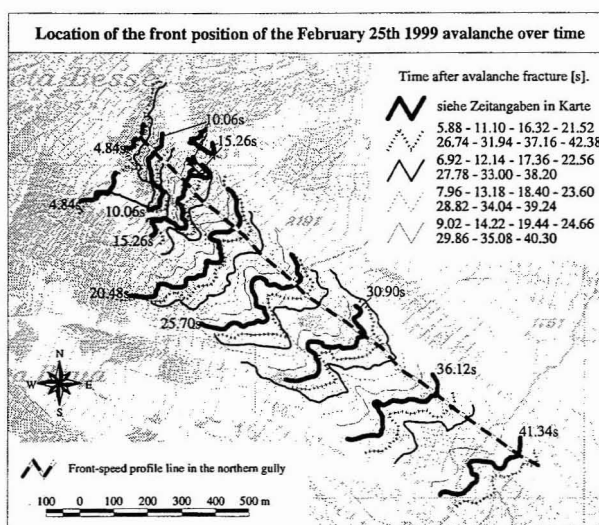 Location of the front position of the February 25th 1999 avalanche over time
Time after avalanche fracture [s].
siehe Zeitangaben in Karte
5.88 - 11.10 - 16.32 - 21.52
26.74 - 31.94 - 37.16 - 42.38
6.92 - 12.14 - 17.36 - 22.56
27.78 - 33.00 - 38.20
7.96 - 13.18 - 18.40 - 23.60
28.82 - 34.04 - 39.24
9.02 - 14.22 - 19.44 - 24.66
29.86 - 35.08 - 40.30
10.06s
15.26s
4.84s
4.84s
10.06s
15.26s
20.48s
25.70s
30.90s
36.12s
41.34s
N
W E
S
Front-speed profile line in the northern gully
100 0 100 200 300 400 500 m